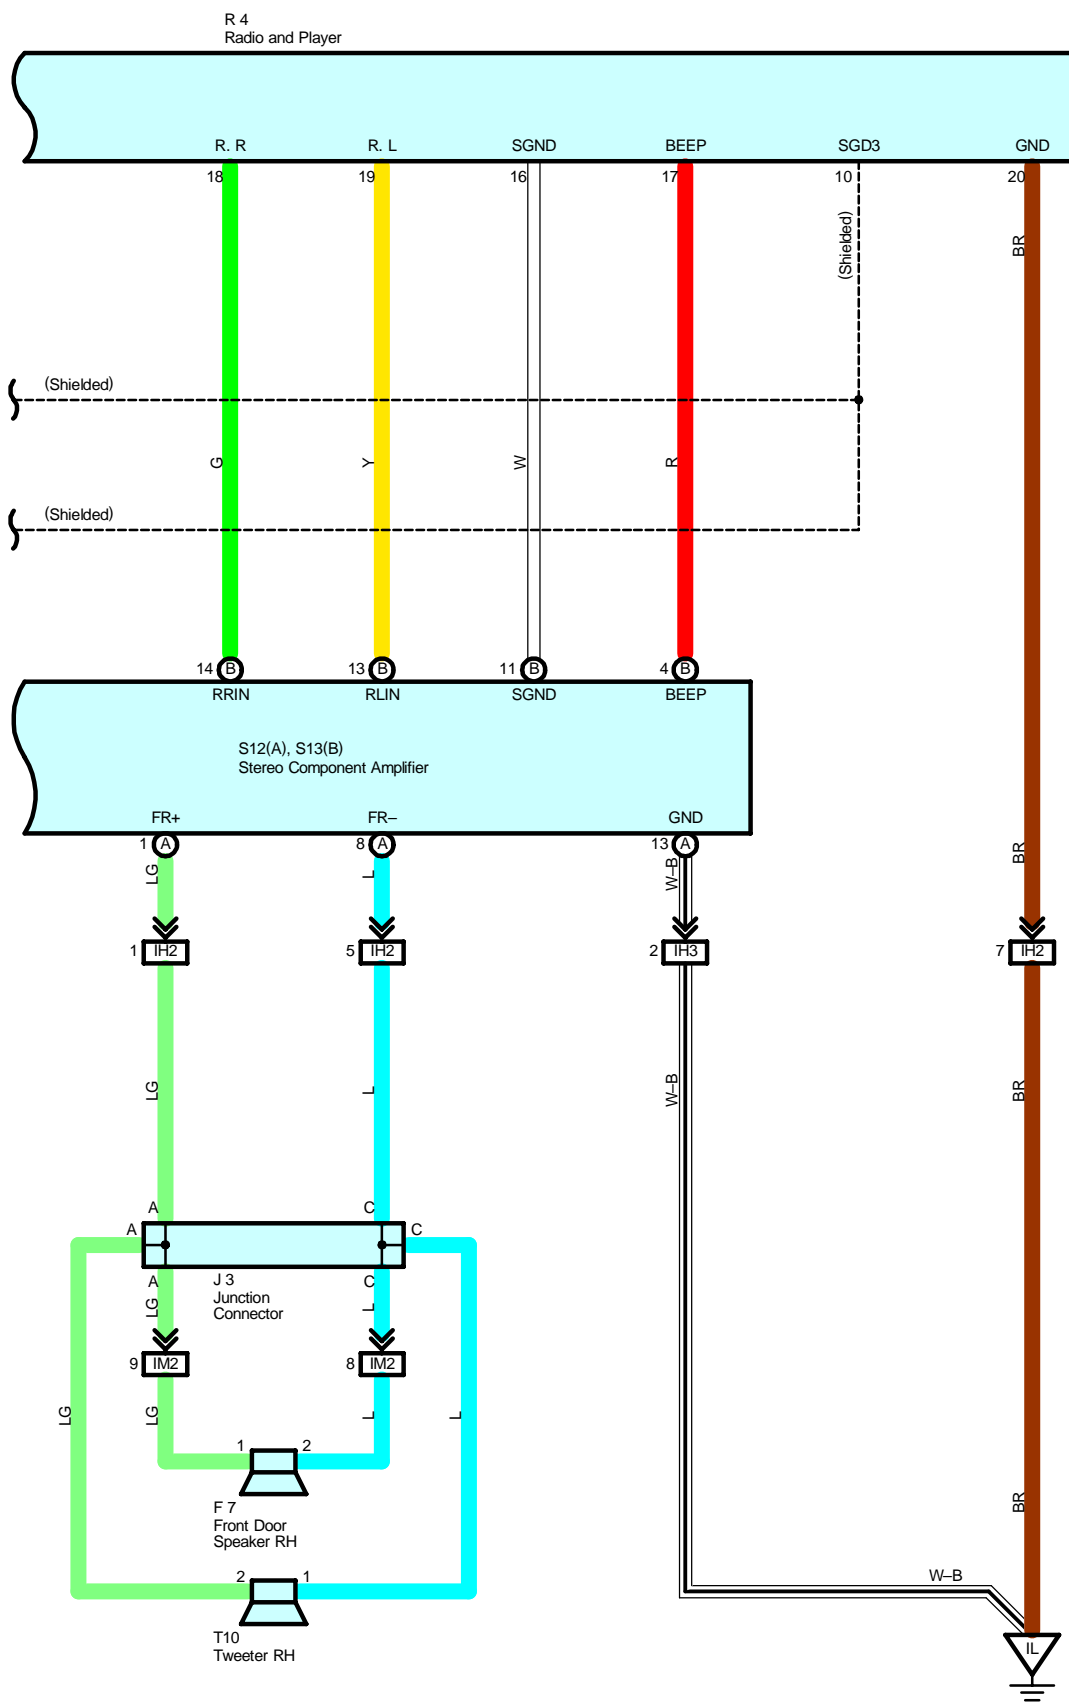 R 4
Radio and Player
R. R R. L SGND BEEP SGD3 GND
18 19 16 17 10 20
(Shielded) BR
(Shielded)
G Y W R
(Shielded)
14 B 13 B 11 B 4 B
RRIN RLIN SGND BEEP
S12(A), S13(B)
Stereo Component Amplifier
FR+ FR– GND
1 A 8 A 13 A
LG L W–B BR
1 IH2 5 IH2 2 IH3 7 IH2
LG L W–B BR
A C
A C
A C
J 3
Junction
Connector
LG L
9 IM2 8 IM2
LG LG L L
1 2
F 7
Front Door
Speaker RH
BR
2 1
W–B
T10
Tweeter RH
IL